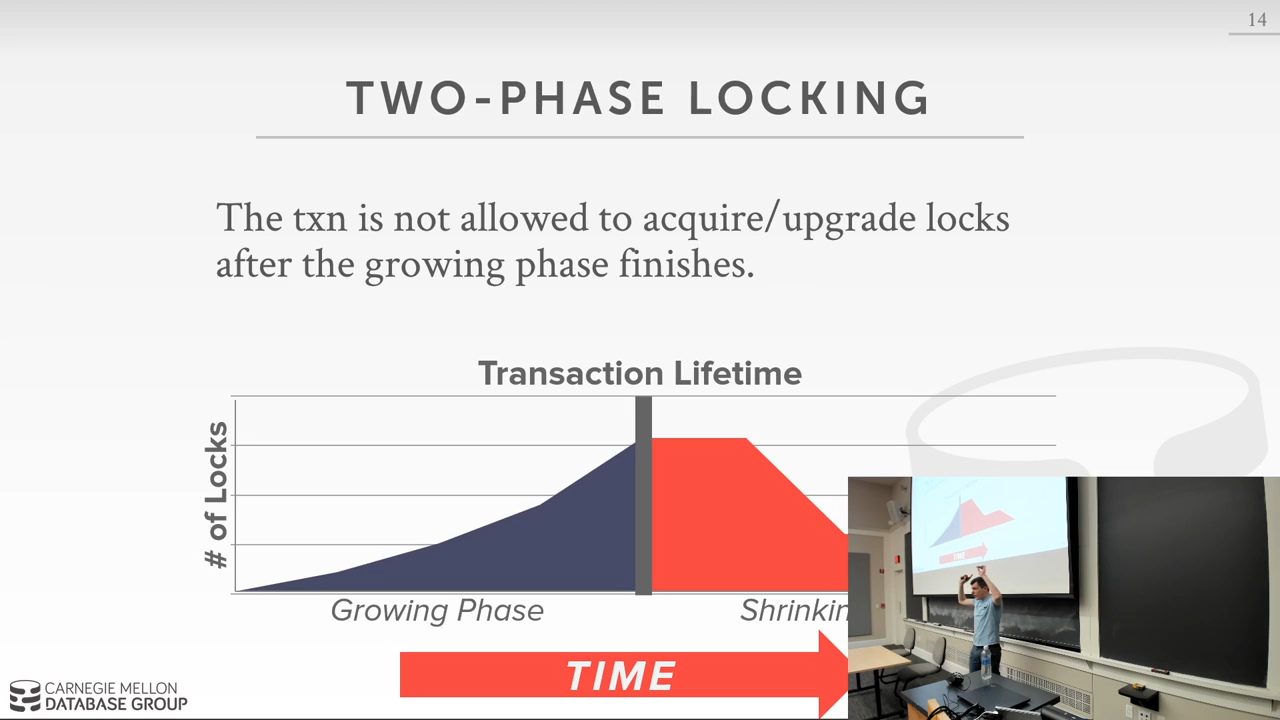 14
TWO-PHASE LOCKING
The txn is not allowed to acquire/upgrade locks
after the growing phase finishes.
Transaction Lifetime
# of Locks
Growing Phase
Shrinkin
TIME
CARNEGIE MELLON
DATABASE GROUP
TIME